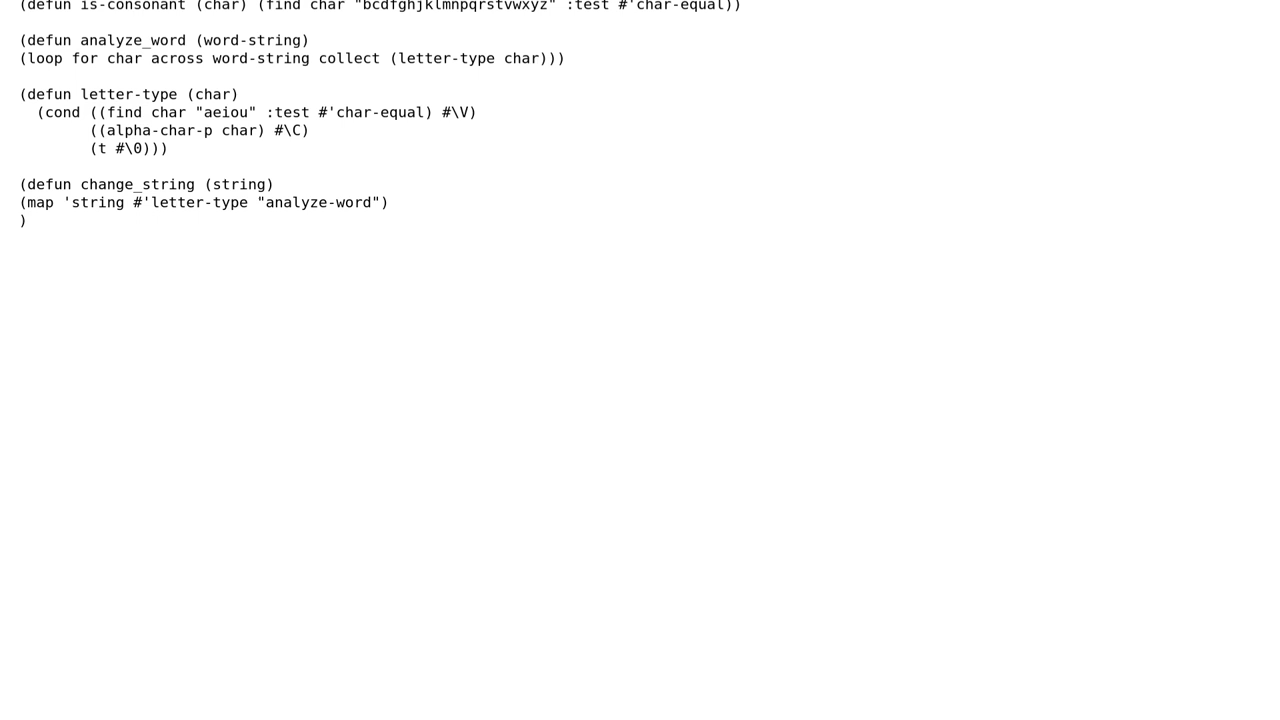 (defun is-consonant (char) (find char "bcdfghjklmnpqrstvwxyz" :test #'char-equal))
(defun analyze_word (word-string)
(loop for char across word-string collect (letter-type char)))
(defun letter-type (char)
  (cond ((find char "aeiou" :test #'char-equal) #\V)
        ((alpha-char-p char) #\C)
        (t #\0)))
(defun change_string (string)
(map 'string #'letter-type "analyze-word")
)